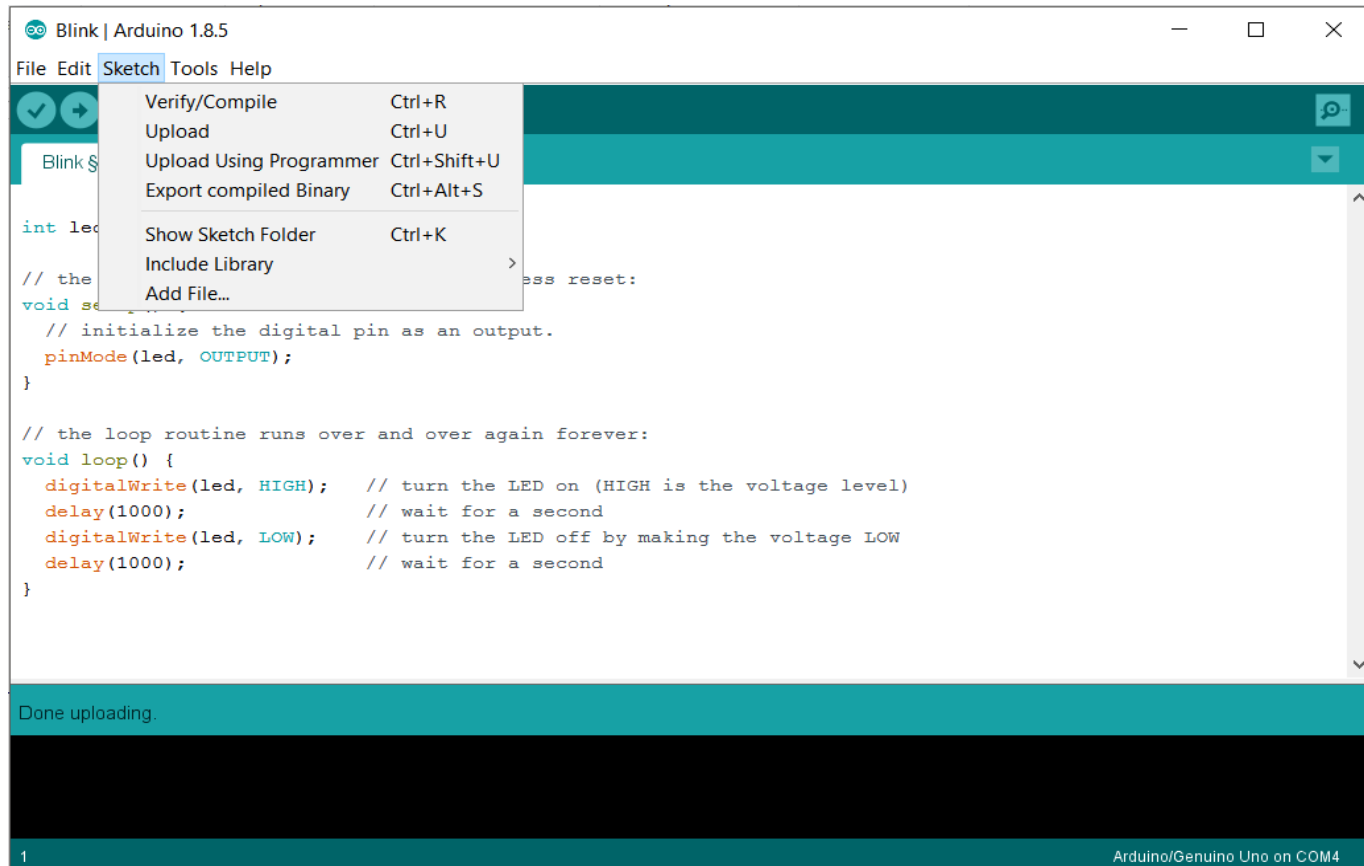 Blink | Arduino 1.8.5
File Edit Sketch Tools Help
Verify/Compile Ctrl+R
Upload Ctrl+U
Upload Using Programmer Ctrl+Shift+U
Export compiled Binary Ctrl+Alt+S
Show Sketch Folder Ctrl+K
Include Library
Add File...
Blink §
int led
// the ess reset:
void
  // initialize the digital pin as an output.
  pinMode(led, OUTPUT);
}
// the loop routine runs over and over again forever:
void loop() {
  digitalWrite(led, HIGH);   // turn the LED on (HIGH is the voltage level)
  delay(1000);               // wait for a second
  digitalWrite(led, LOW);    // turn the LED off by making the voltage LOW
  delay(1000);               // wait for a second
}
Done uploading.
1 Arduino/Genuino Uno on COM4